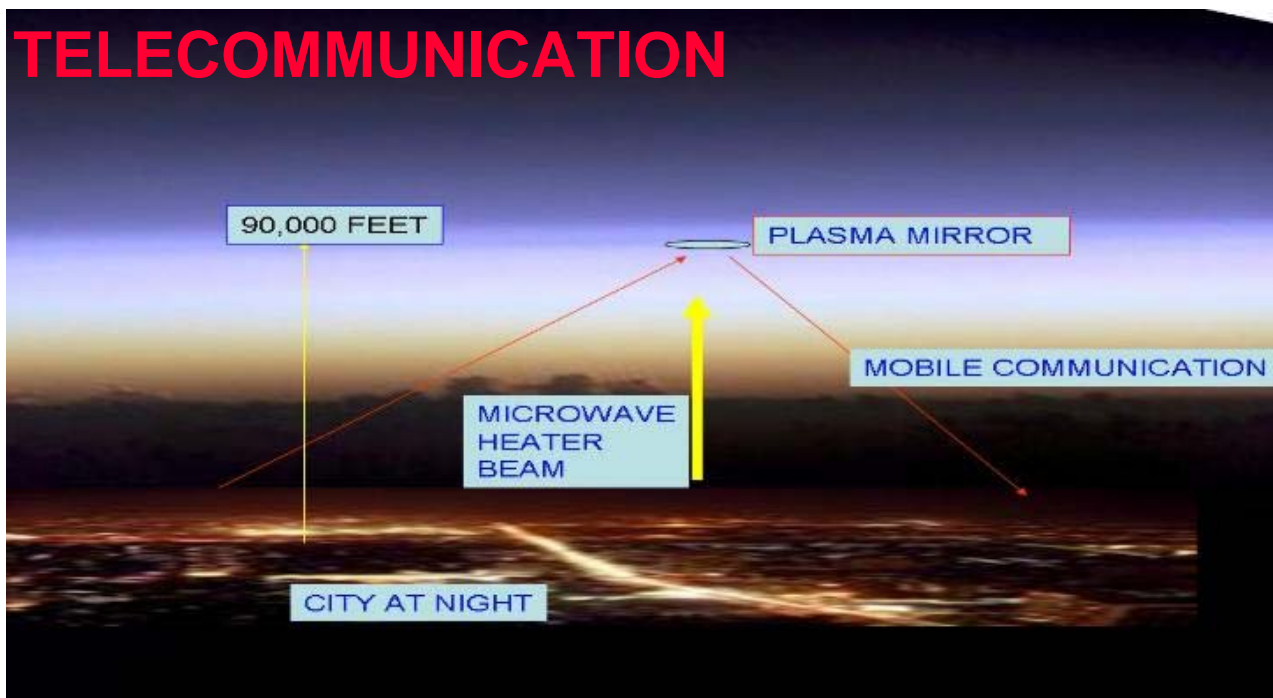 TELECOMMUNICATION
90,000 FEET
PLASMA MIRROR
MOBILE COMMUNICATION
MICROWAVE
HEATER
BEAM
CITY AT NIGHT